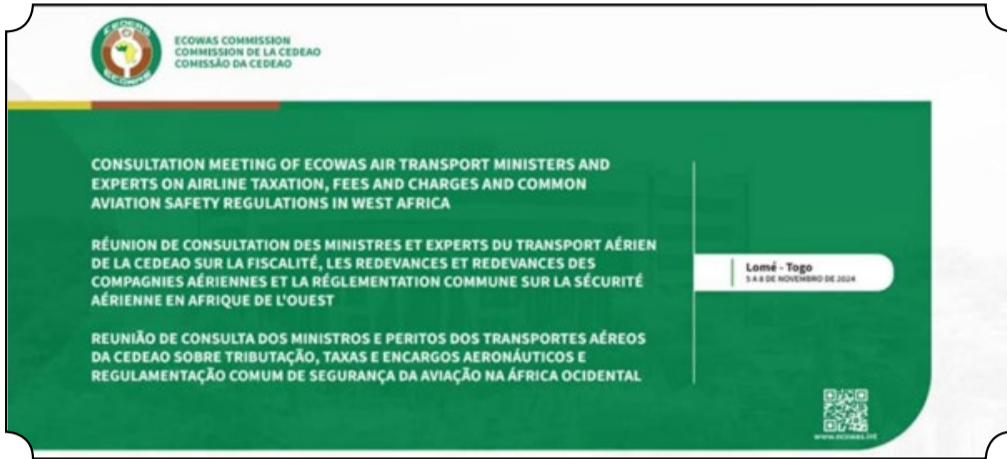 CEDEAO
ECOWAS
ECOWAS COMMISSION
COMMISSION DE LA CEDEAO
COMISSÃO DA CEDEAO
CONSULTATION MEETING OF ECOWAS AIR TRANSPORT MINISTERS AND
EXPERTS ON AIRLINE TAXATION, FEES AND CHARGES AND COMMON
AVIATION SAFETY REGULATIONS IN WEST AFRICA
RÉUNION DE CONSULTATION DES MINISTRES ET EXPERTS DU TRANSPORT AÉRIEN
DE LA CEDEAO SUR LA FISCALITÉ, LES REDEVANCES ET REDEVANCES DES
COMPAGNIES AÉRIENNES ET LA RÉGLEMENTATION COMMUNE SUR LA SÉCURITÉ
AÉRIENNE EN AFRIQUE DE L'OUEST
REUNIÃO DE CONSULTA DOS MINISTROS E PERITOS DOS TRANSPORTES AÉREOS
DA CEDEAO SOBRE TRIBUTAÇÃO, TAXAS E ENCARGOS AERONÁUTICOS E
REGULAMENTAÇÃO COMUM DE SEGURANÇA DA AVIAÇÃO NA ÁFRICA OCIDENTAL
Lomé - Togo
5 A 8 DE NOVEMBRO DE 2024
www.ecowas.int